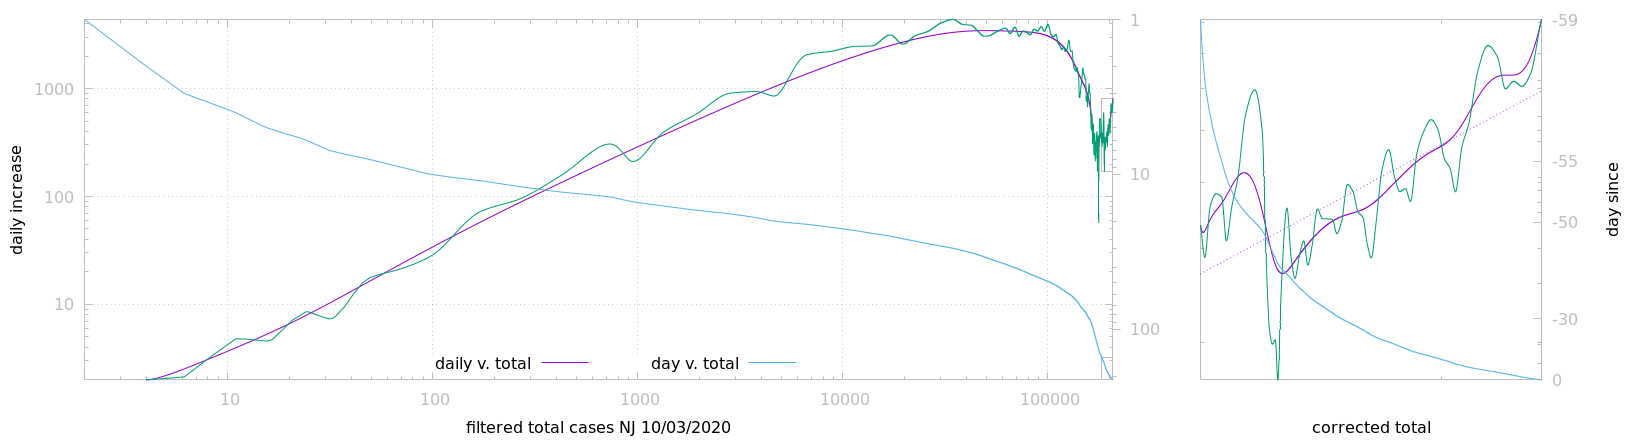 1000
100
10
daily increase
1
10
100
daily v. total
day v. total
10
100
1000
10000
100000
filtered total cases NJ 10/03/2020
-59
-55
-50
-30
0
day since
corrected total